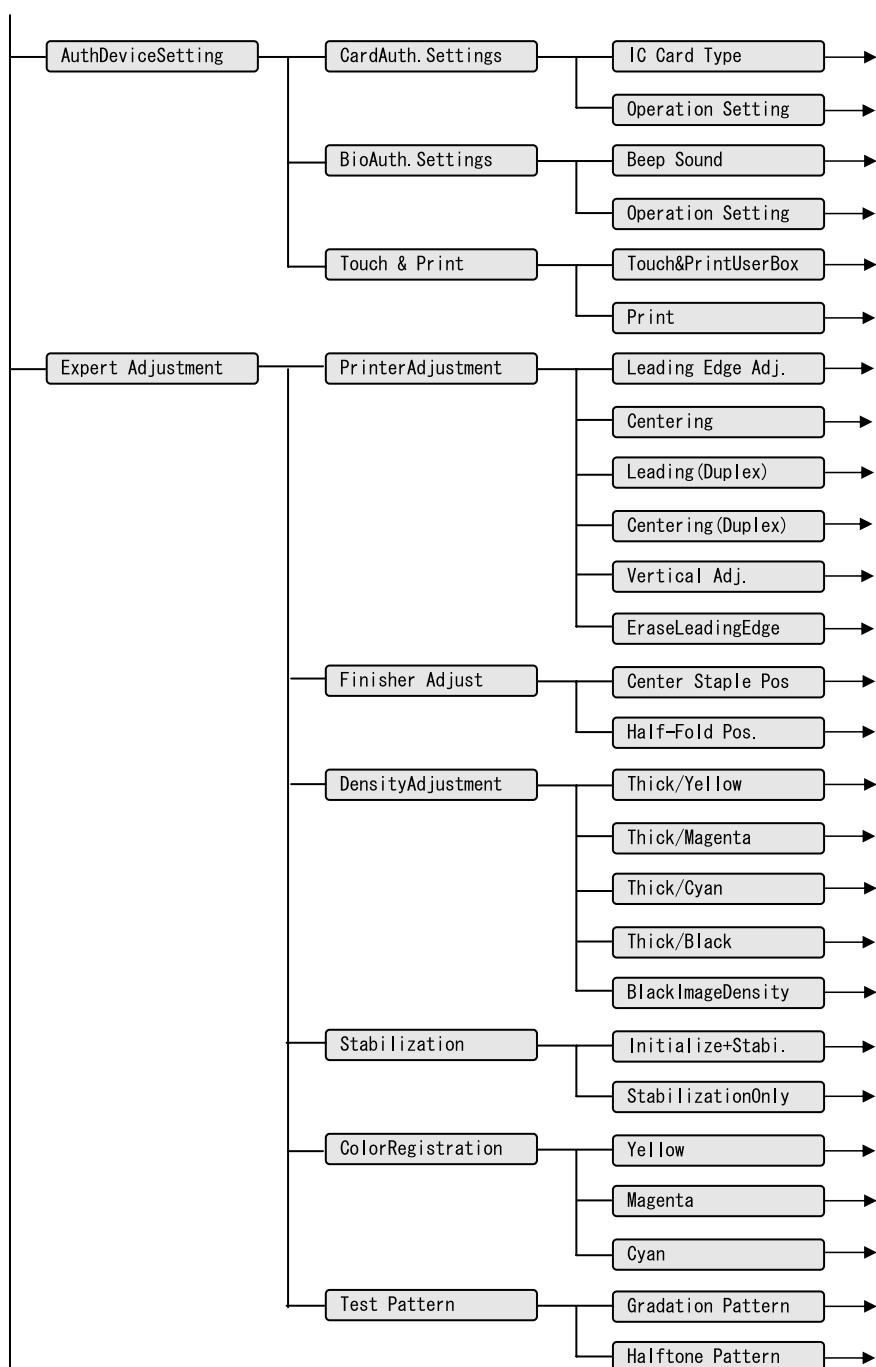 AuthDeviceSetting
CardAuth.Settings
IC Card Type
Operation Setting
BioAuth.Settings
Beep Sound
Operation Setting
Touch & Print
Touch&PrintUserBox
Print
Expert Adjustment
PrinterAdjustment
Leading Edge Adj.
Centering
Leading(Duplex)
Centering(Duplex)
Vertical Adj.
EraseLeadingEdge
Finisher Adjust
Center Staple Pos
Half-Fold Pos.
DensityAdjustment
Thick/Yellow
Thick/Magenta
Thick/Cyan
Thick/Black
BlackImageDensity
Stabilization
Initialize+Stabi.
StabilizationOnly
ColorRegistration
Yellow
Magenta
Cyan
Test Pattern
Gradation Pattern
Halftone Pattern